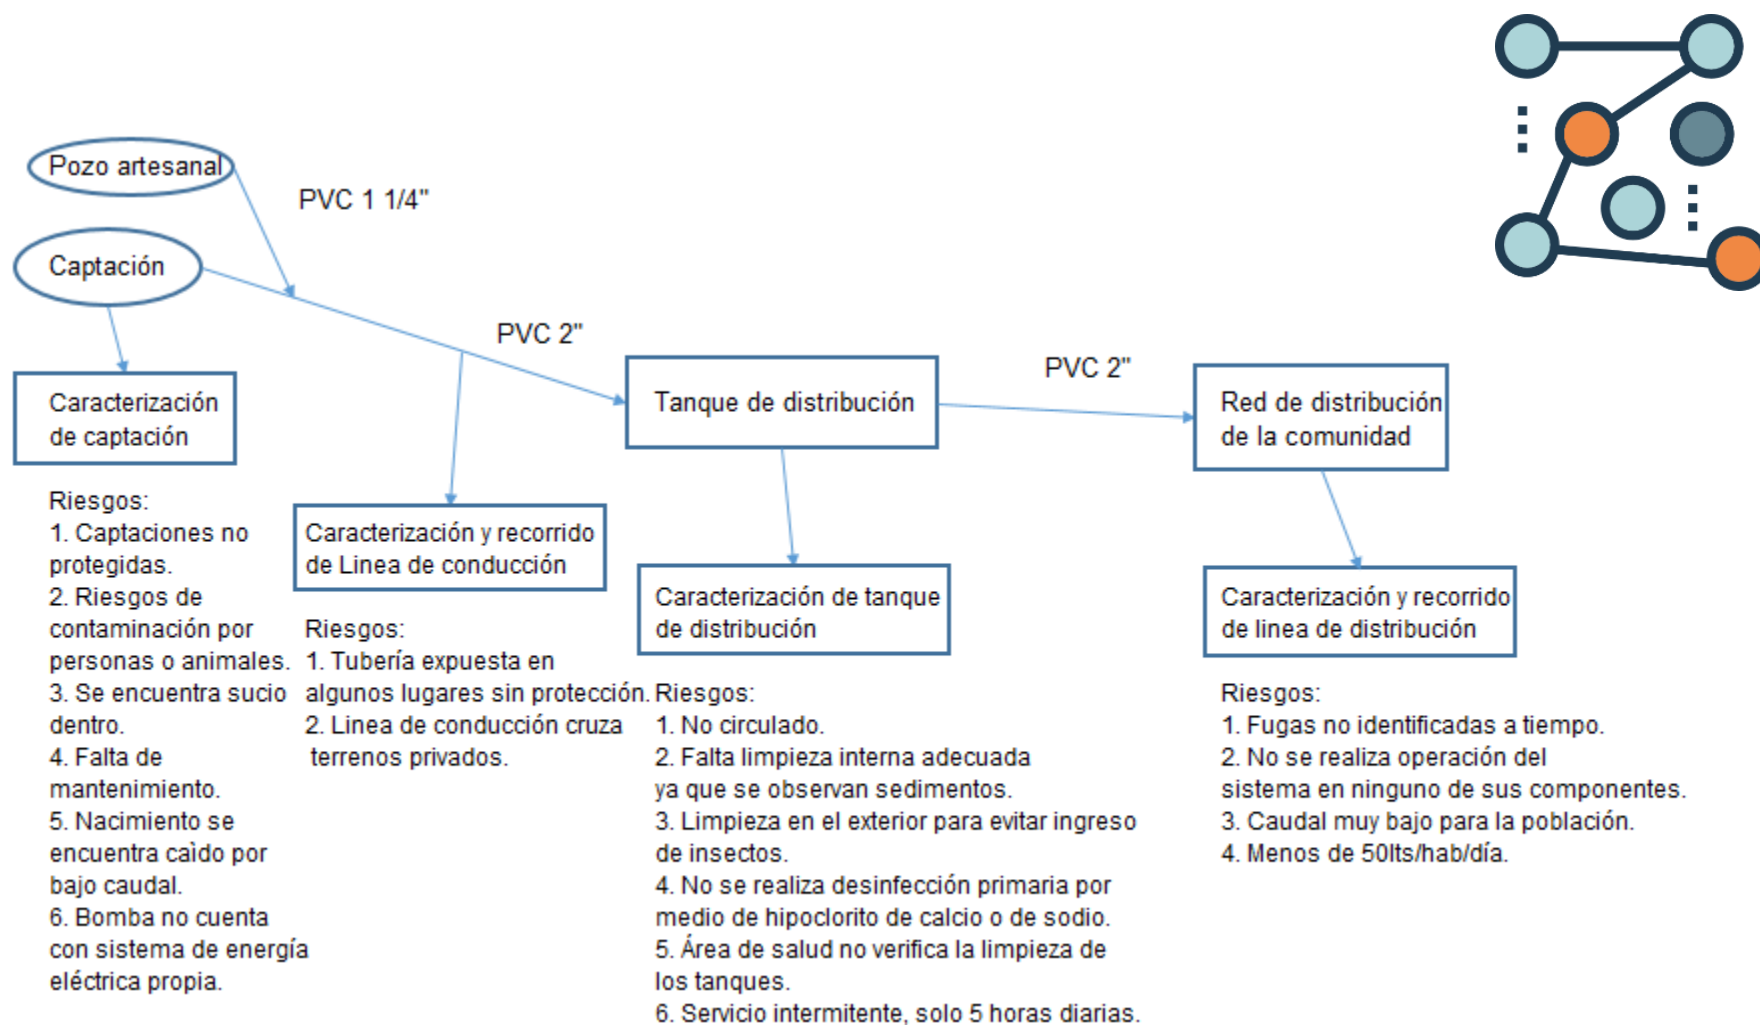 Pozo artesanal
PVC 1 1/4"
Captación
PVC 2"
PVC 2"
Tanque de distribución
Red de distribución
de la comunidad
Caracterización
de captación
Riesgos:
1. Captaciones no
protegidas.
2. Riesgos de
contaminación por
personas o animales.
3. Se encuentra sucio
dentro.
4. Falta de
mantenimiento.
5. Nacimiento se
encuentra caìdo por
bajo caudal.
6. Bomba no cuenta
con sistema de energía
eléctrica propia.
Caracterización y recorrido
de Linea de conducción
Riesgos:
1. Tubería expuesta en
algunos lugares sin protección.
2. Linea de conducción cruza
terrenos privados.
Caracterización de tanque
de distribución
Riesgos:
1. No circulado.
2. Falta limpieza interna adecuada
ya que se observan sedimentos.
3. Limpieza en el exterior para evitar ingreso
de insectos.
4. No se realiza desinfección primaria por
medio de hipoclorito de calcio o de sodio.
5. Área de salud no verifica la limpieza de
los tanques.
6. Servicio intermitente, solo 5 horas diarias.
Caracterización y recorrido
de linea de distribución
Riesgos:
1. Fugas no identificadas a tiempo.
2. No se realiza operación del
sistema en ninguno de sus componentes.
3. Caudal muy bajo para la población.
4. Menos de 50lts/hab/día.